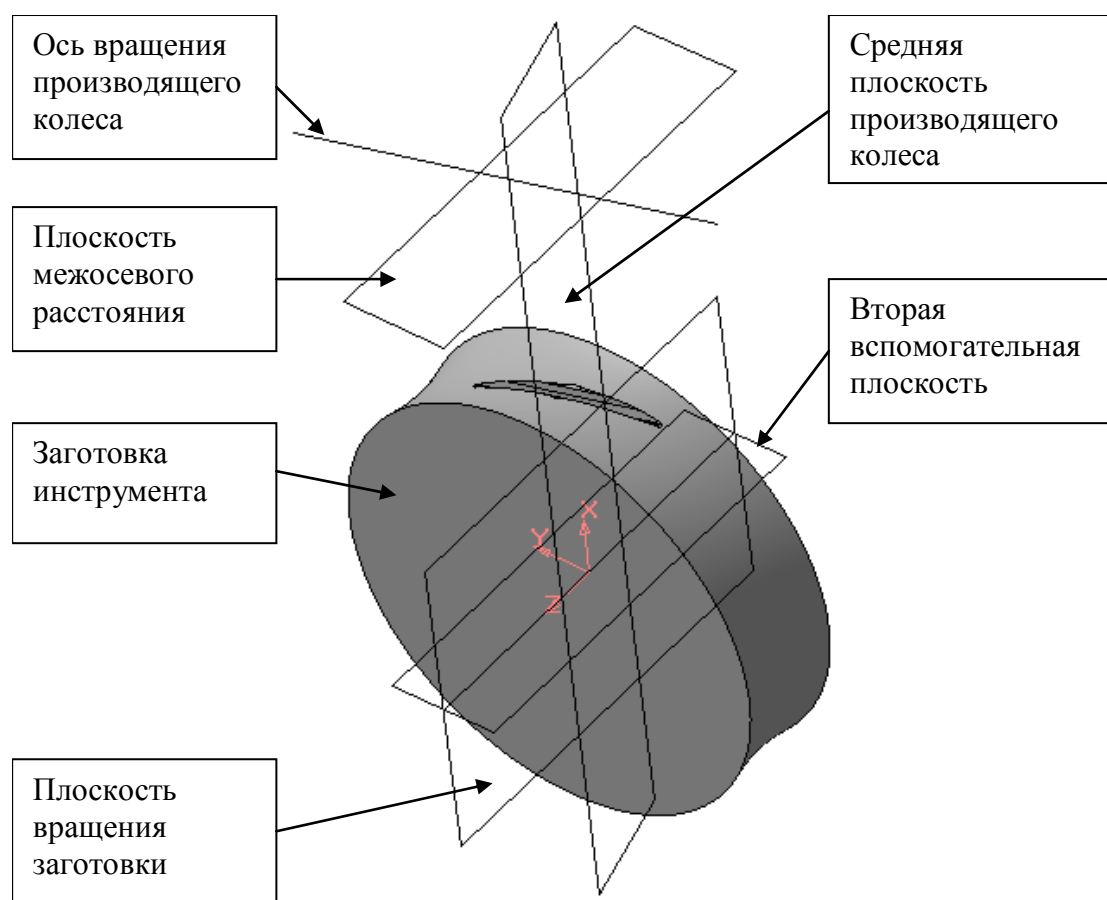 Ось вращения
производящего
колеса
Средняя
плоскость
производящего
колеса
Плоскость
межосевого
расстояния
Вторая
вспомогательная
плоскость
Заготовка
инструмента
X
Y
Z
Плоскость
вращения
заготовки